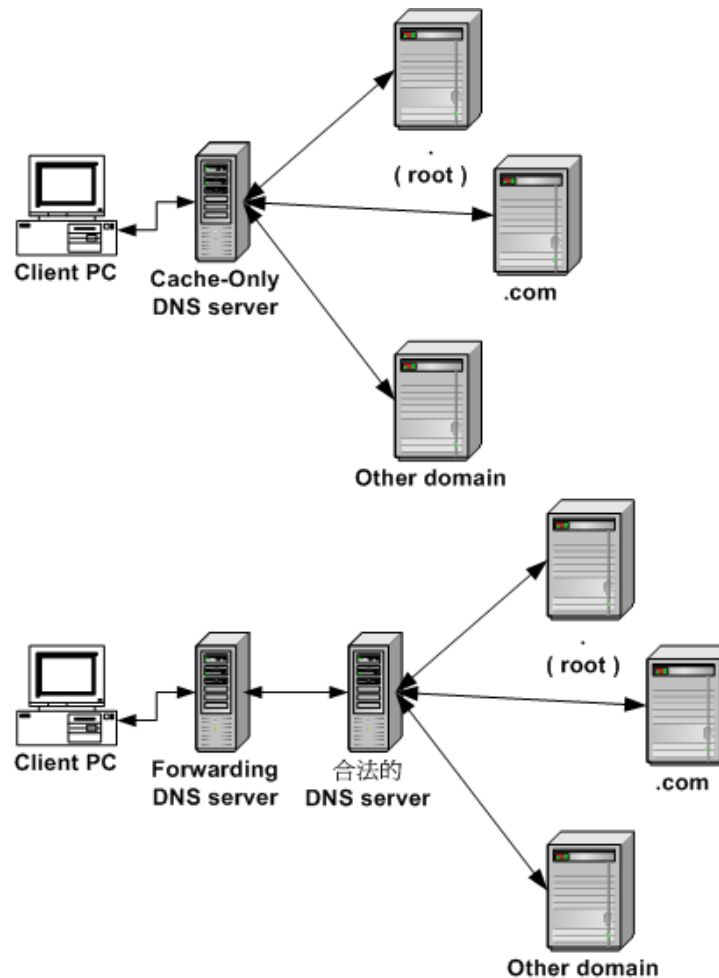 .
( root )
Client PC
Cache-Only
DNS server
.com
Other domain
.
( root )
Client PC
Forwarding
DNS server
合法的
DNS server
.com
Other domain